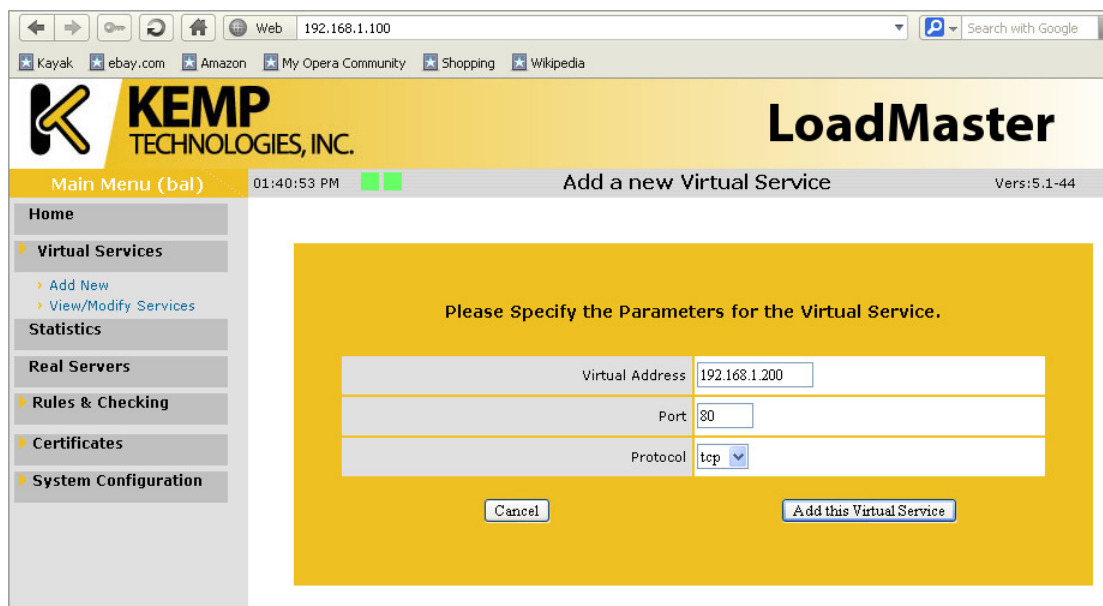 Web 192.168.1.100 Search with Google
Kayak ebay.com Amazon My Opera Community Shopping Wikipedia
KEMP
TECHNOLOGIES, INC.
LoadMaster
Main Menu (bal) 01:40:53 PM Add a new Virtual Service Vers:5.1-44
Home
Virtual Services
Add New
View/Modify Services
Statistics
Real Servers
Rules & Checking
Certificates
System Configuration
Please Specify the Parameters for the Virtual Service.
Virtual Address 192.168.1.200
Port 80
Protocol tcp
Cancel Add this Virtual Service